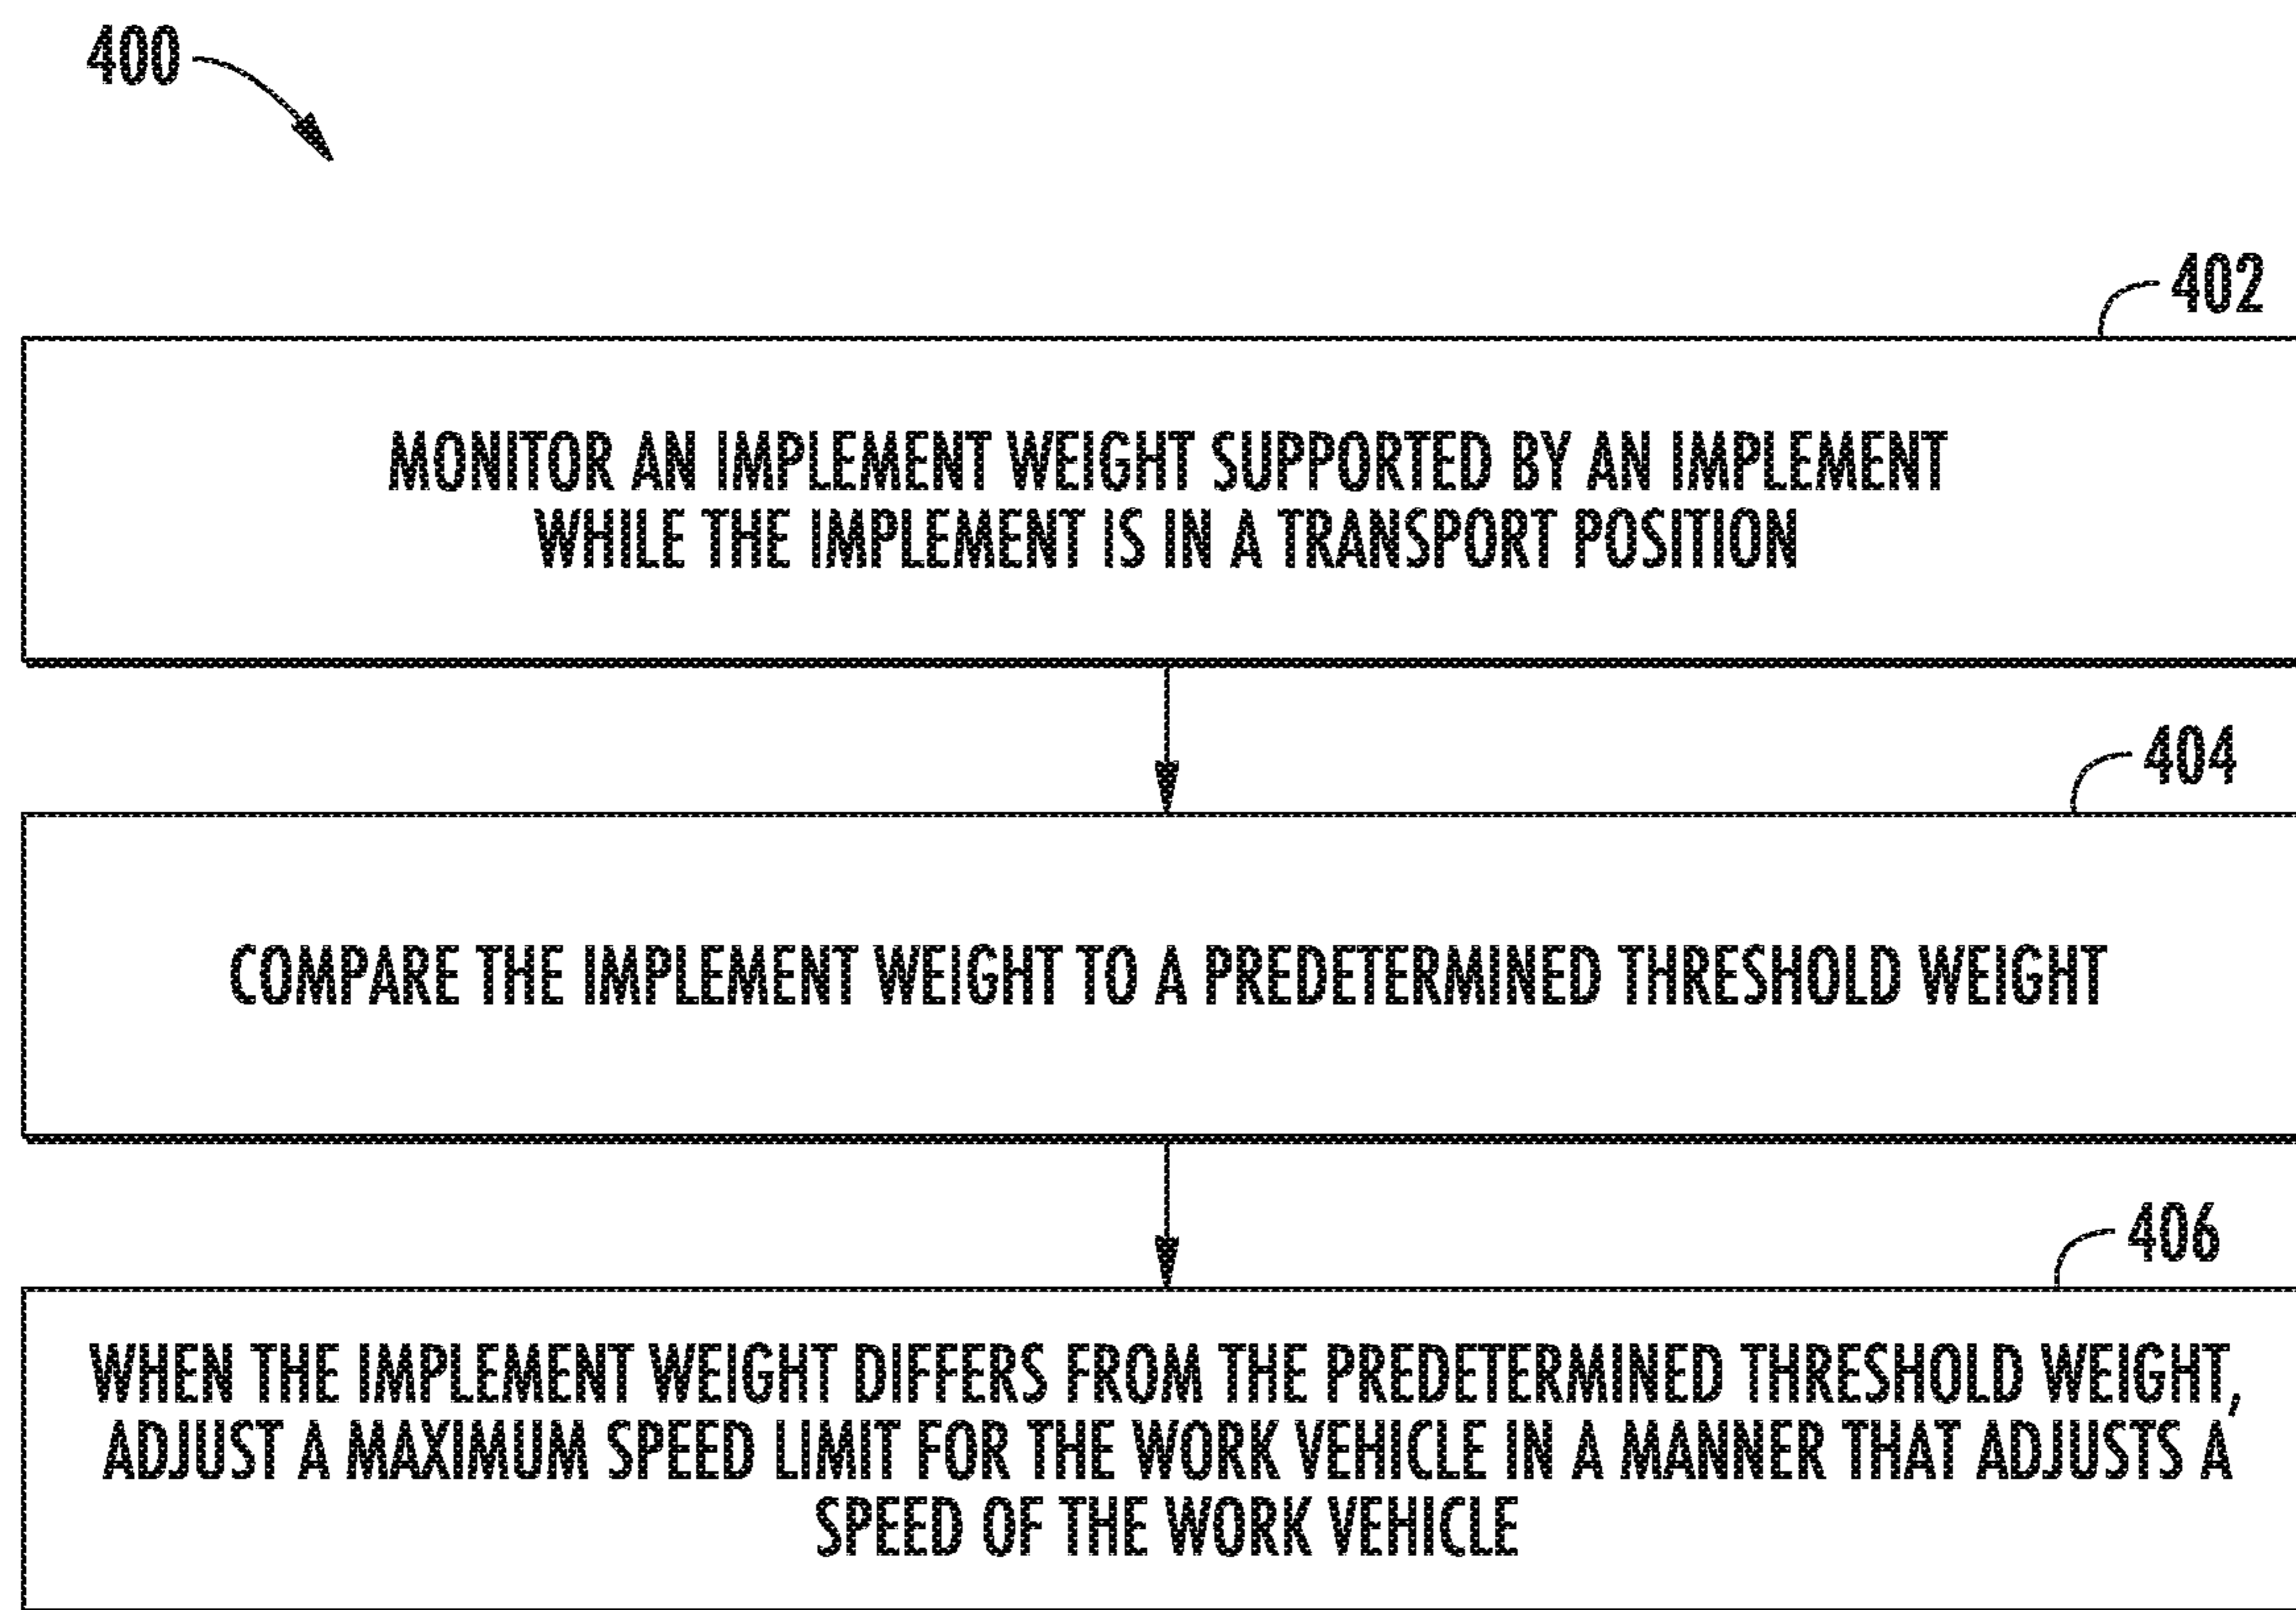 400
402
MONITOR AN IMPLEMENT WEIGHT SUPPORTED BY AN IMPLEMENT
WHILE THE IMPLEMENT IS IN A TRANSPORT POSITION
404
COMPARE THE IMPLEMENT WEIGHT TO A PREDETERMINED THRESHOLD WEIGHT
406
WHEN THE IMPLEMENT WEIGHT DIFFERS FROM THE PREDETERMINED THRESHOLD WEIGHT,
ADJUST A MAXIMUM SPEED LIMIT FOR THE WORK VEHICLE IN A MANNER THAT ADJUSTS A
SPEED OF THE WORK VEHICLE